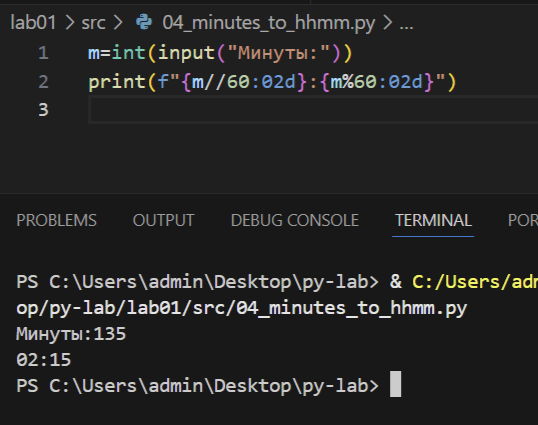 lab01 > src > 04_minutes_to_hhmm.py > ...
1 m=int(input("Минуты:"))
2 print(f"{m//60:02d}:{m%60:02d}")
3
PROBLEMS OUTPUT DEBUG CONSOLE TERMINAL POR
PS C:\Users\admin\Desktop\py-lab> & C:/Users/adm
op/py-lab/lab01/src/04_minutes_to_hhmm.py
Минуты:135
02:15
PS C:\Users\admin\Desktop\py-lab>